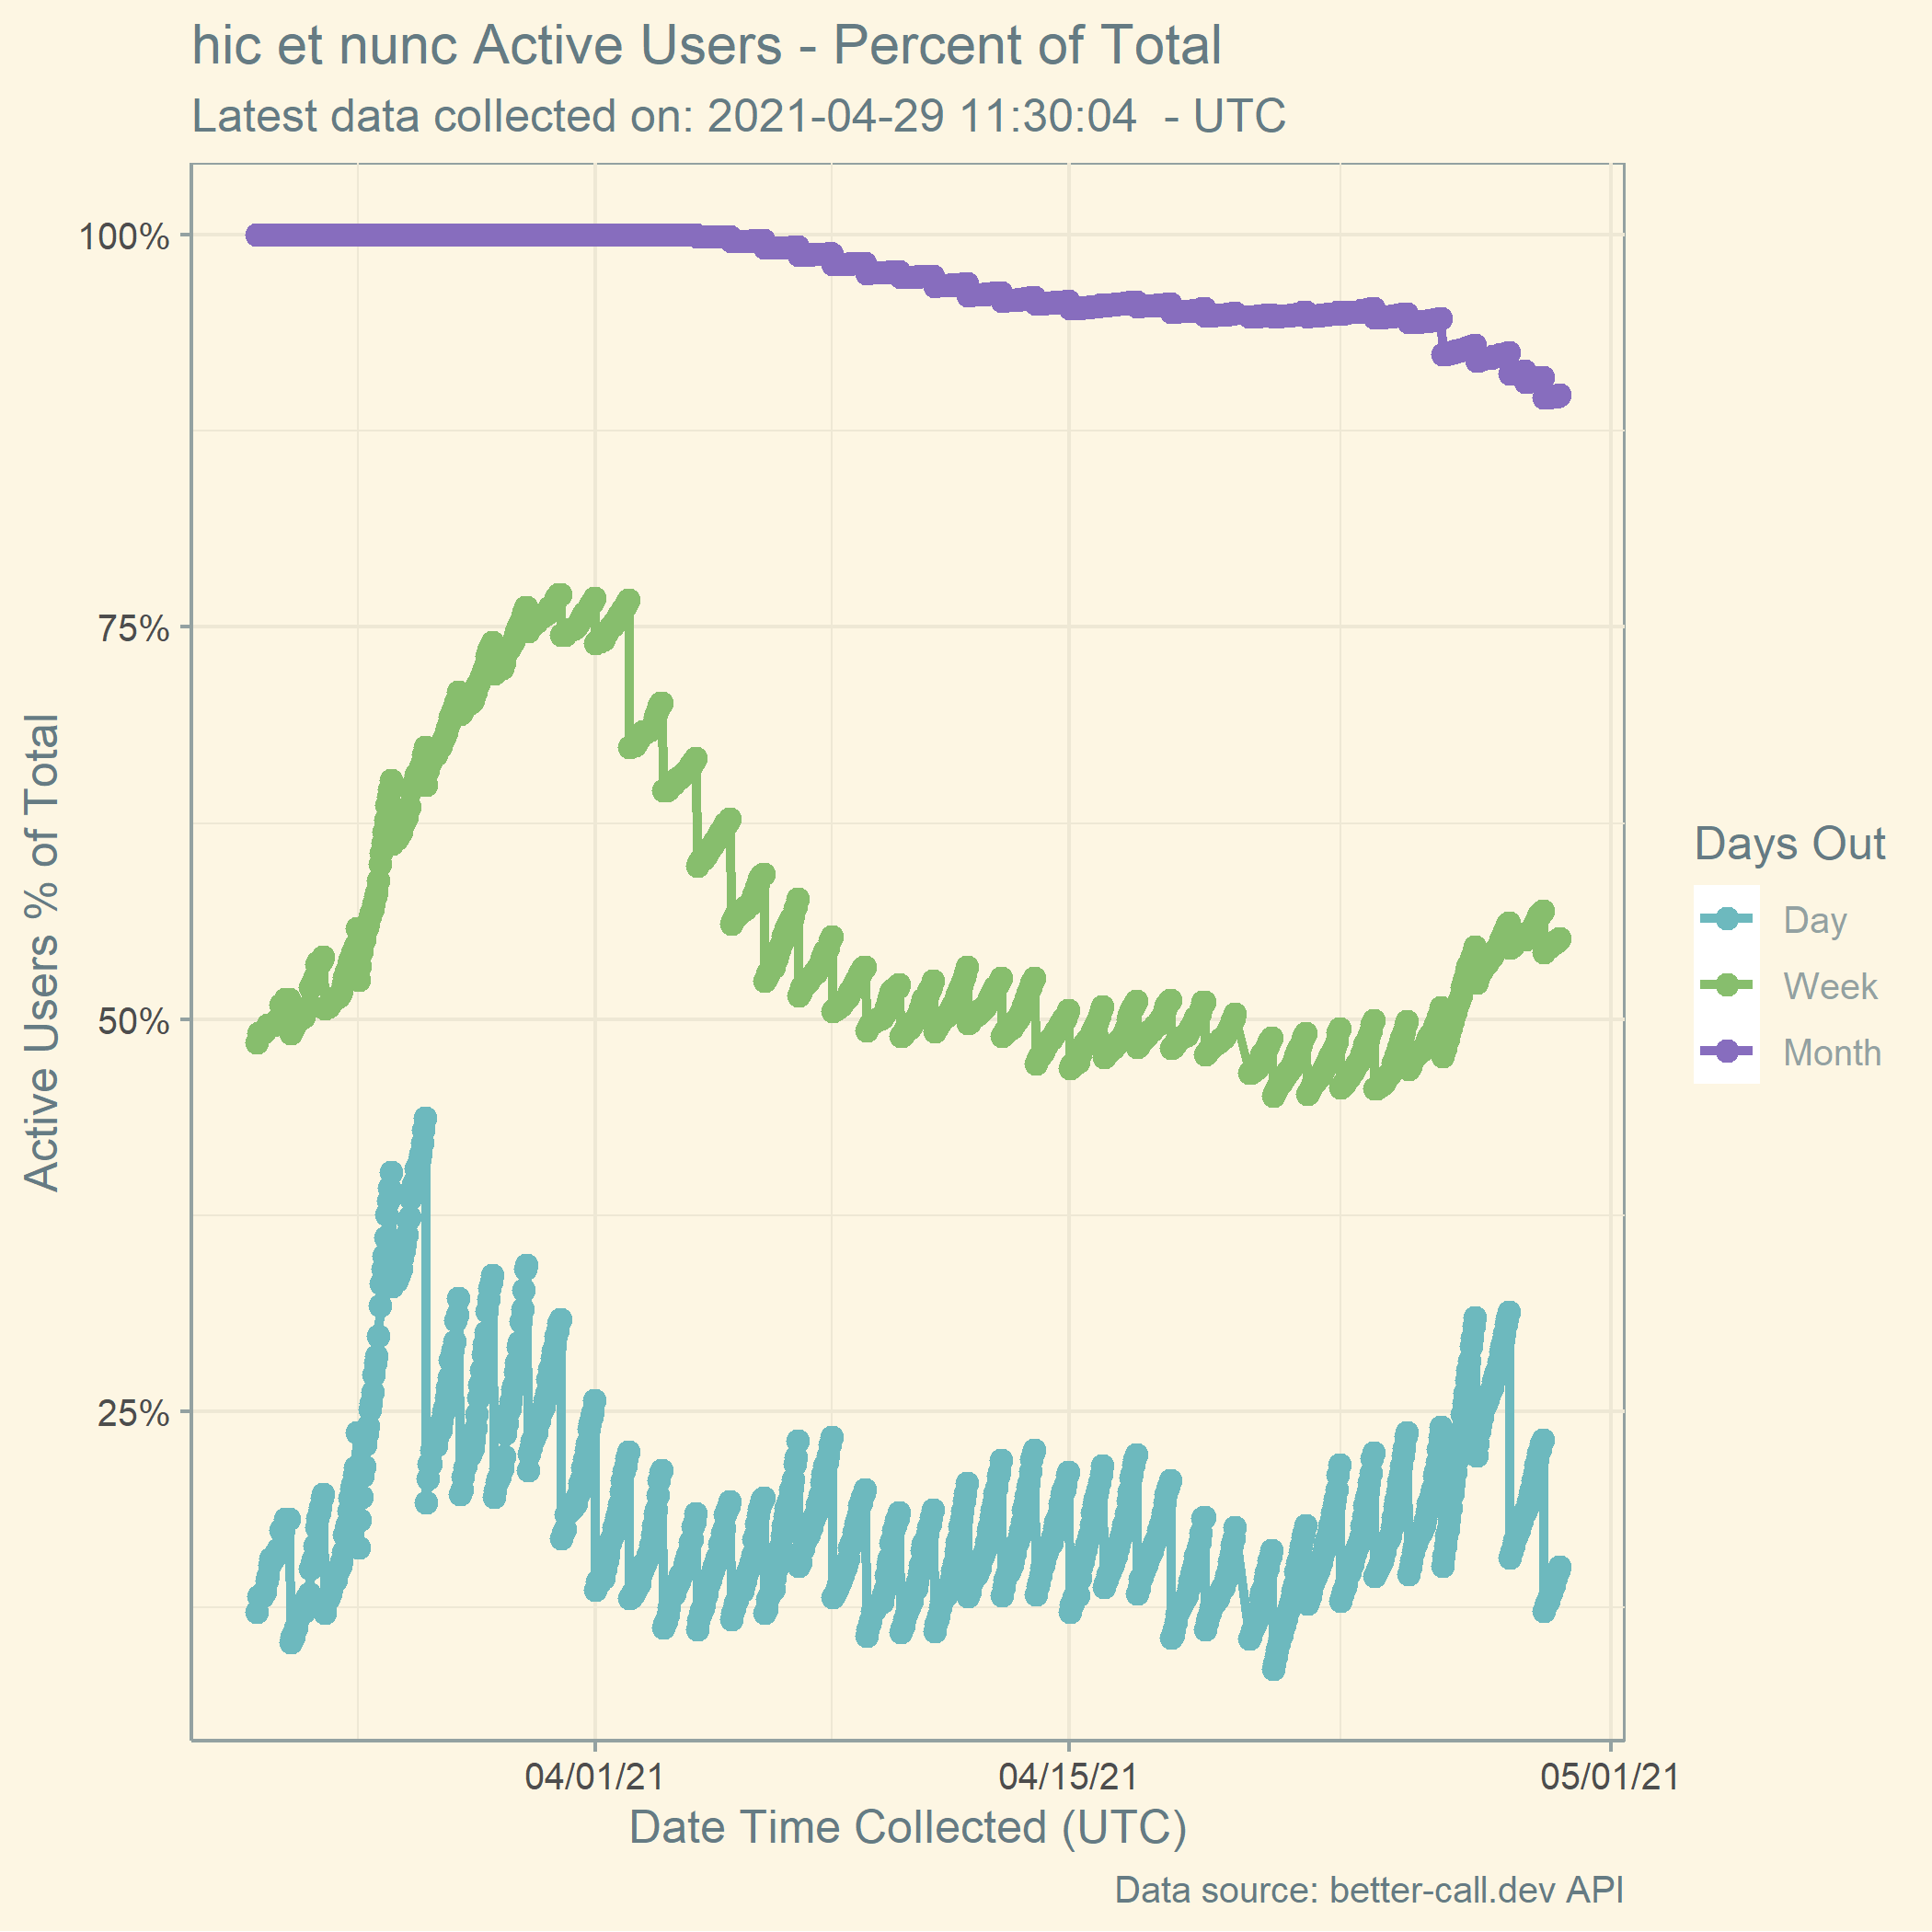 hic et nunc Active Users - Percent of Total
Latest data collected on: 2021-04-29 11:30:04  - UTC
100%
75%
50%
25%
Active Users % of Total
04/01/21
04/15/21
05/01/21
Date Time Collected (UTC)
Days Out
Day
Week
Month
Data source: better-call.dev API